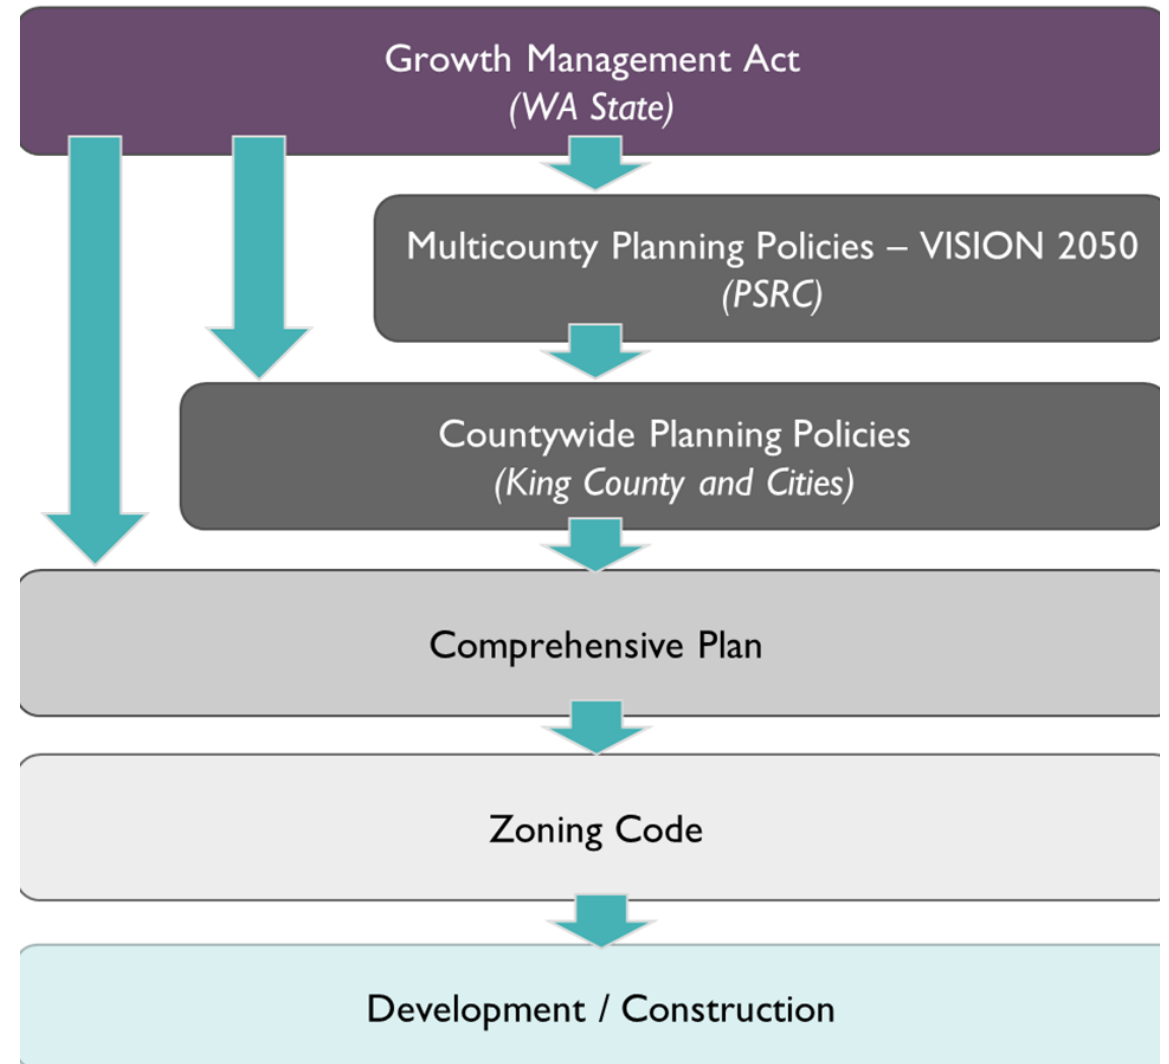 Growth Management Act
(WA State)
Multicounty Planning Policies – VISION 2050
(PSRC)
Countywide Planning Policies
(King County and Cities)
Comprehensive Plan
Zoning Code
Development / Construction